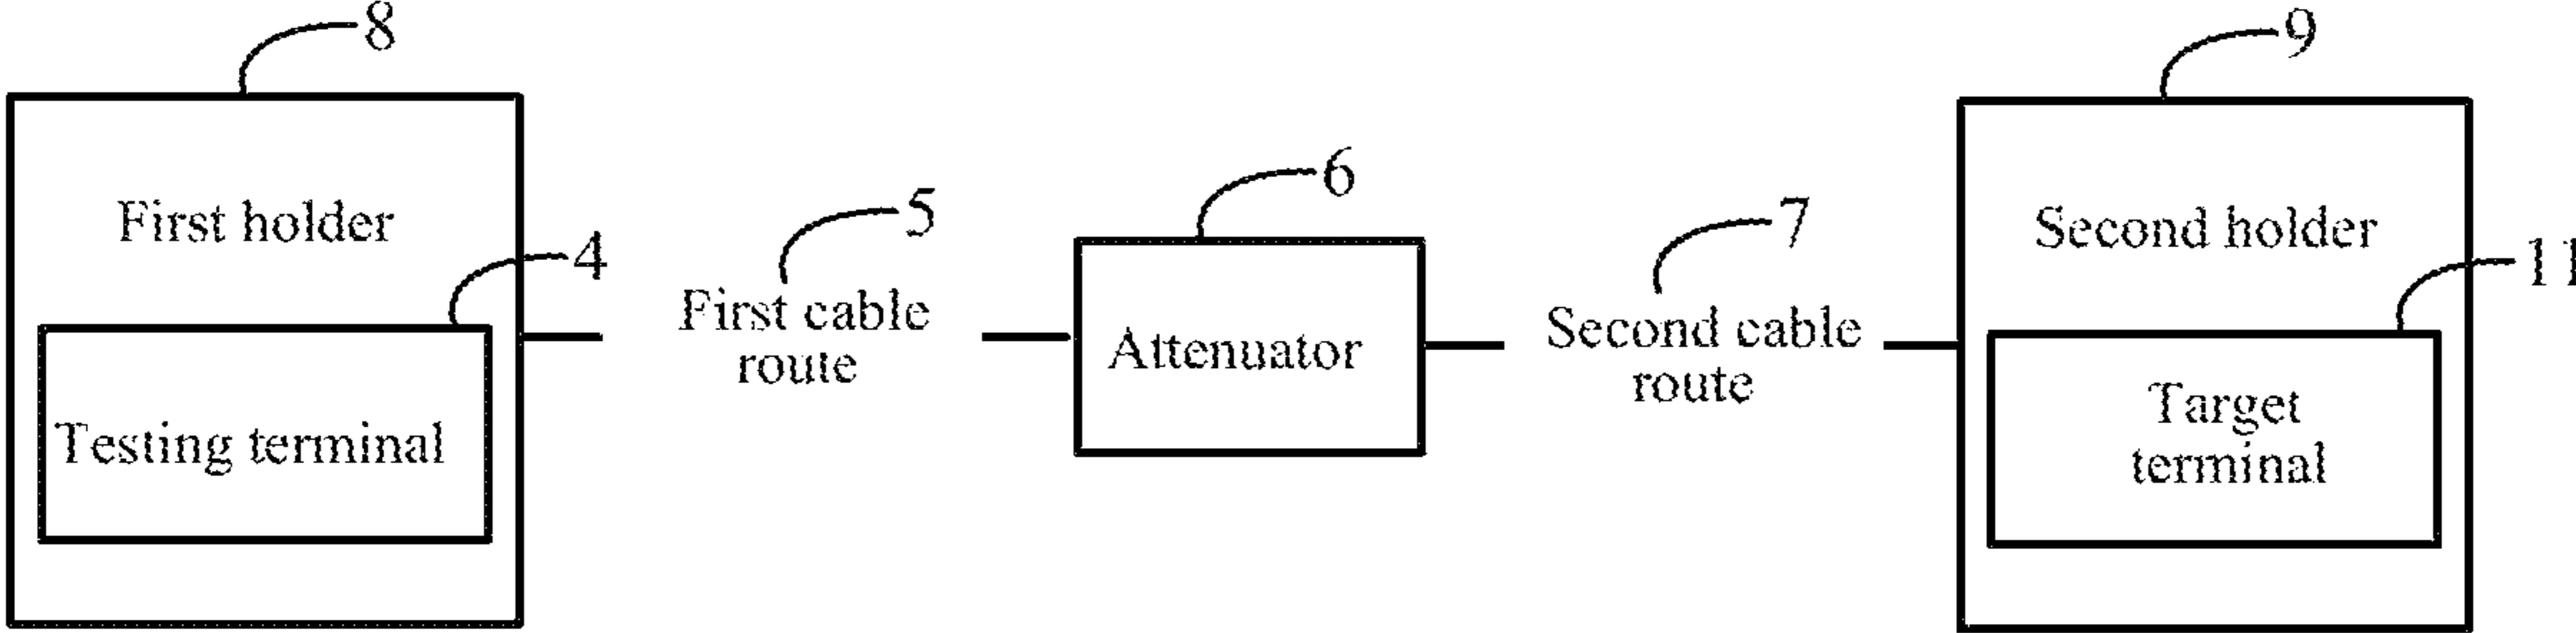 8
First holder
4
Testing terminal
5
First cable
route
6
Attenuator
7
Second cable
route
9
Second holder
11
Target
terminal